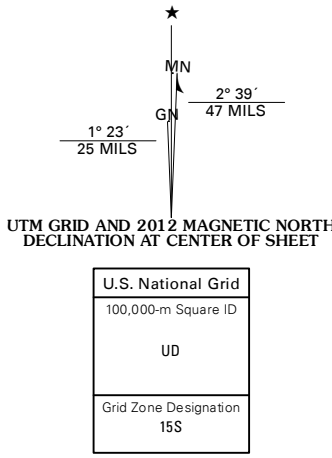 ★
MN
GN
2° 39´
47 MILS
1° 23´
25 MILS
UTM GRID AND 2012 MAGNETIC NORTH
DECLINATION AT CENTER OF SHEET
U.S. National Grid
100,000-m Square ID
UD
Grid Zone Designation
15S